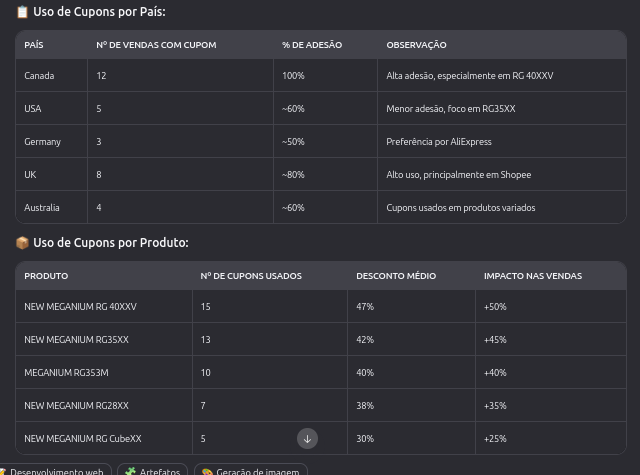 Uso de Cupons por País:
PAÍS Nº DE VENDAS COM CUPOM % DE ADESÃO OBSERVAÇÃO
Canada 12 100% Alta adesão, especialmente em RG 40XXV
USA 5 ~60% Menor adesão, foco em RG35XX
Germany 3 ~50% Preferência por AliExpress
UK 8 ~80% Alto uso, principalmente em Shopee
Australia 4 ~60% Cupons usados em produtos variados
Uso de Cupons por Produto:
PRODUTO Nº DE CUPONS USADOS DESCONTO MÉDIO IMPACTO NAS VENDAS
NEW MEGANIUM RG 40XXV 15 47% +50%
NEW MEGANIUM RG35XX 13 42% +45%
MEGANIUM RG353M 10 40% +40%
NEW MEGANIUM RG28XX 7 38% +35%
NEW MEGANIUM RG CubeXX 5 30% +25%
Desenvolvimento web Artefatos Geração de imagem